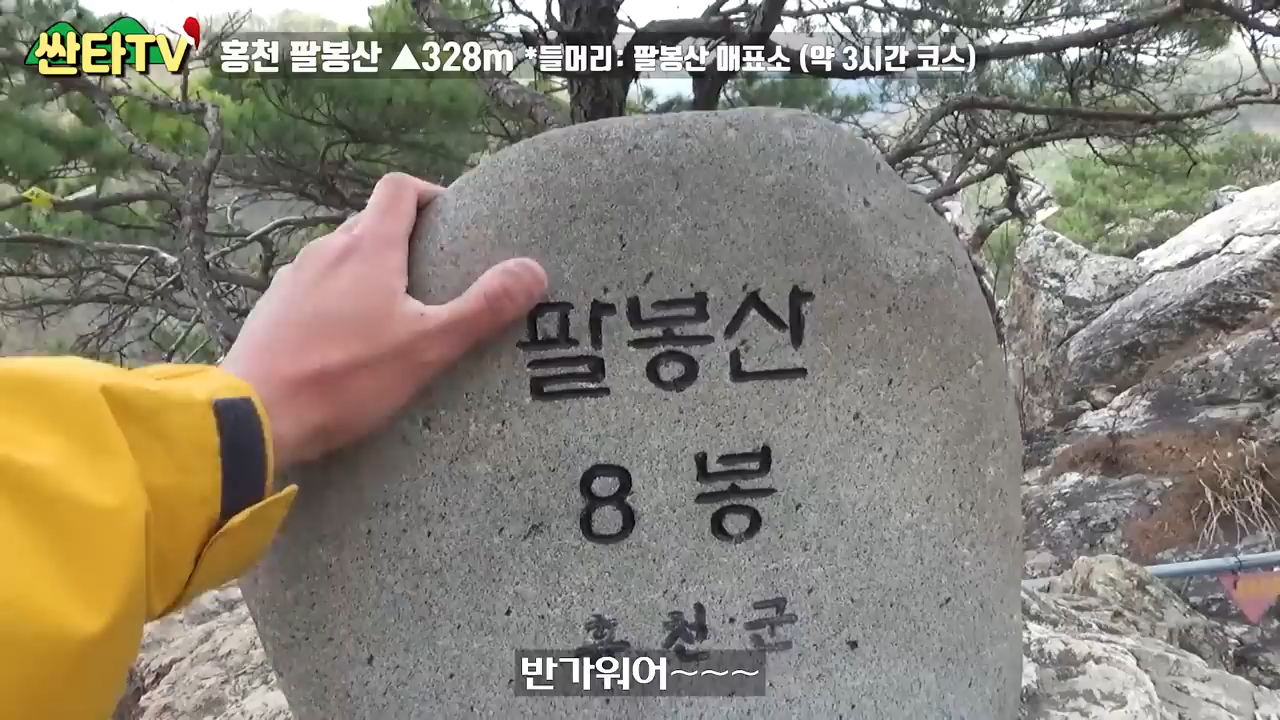 싼타TV
홍천 팔봉산 ▲328m *들머리: 팔봉산 매표소 (약 3시간 코스)
팔봉산
8 봉
홍천군
반가워어~~~~